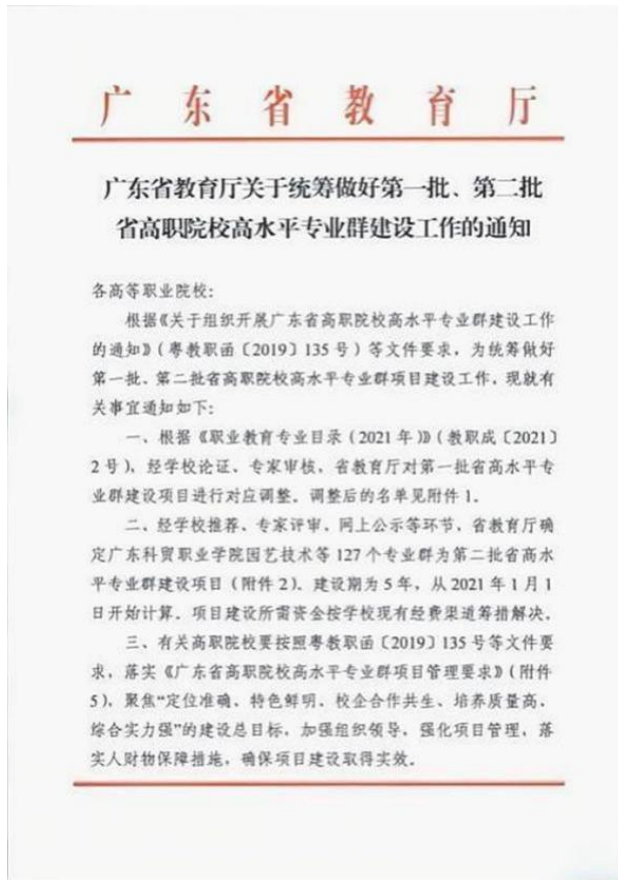 广东省教育厅
广东省教育厅关于统筹做好第一批、第二批
省高职院校高水平专业群建设工作的通知
各高等职业院校：
根据《关于组织开展广东省高职院校高水平专业群建设工作
的通知》（粤教职函〔2019〕135号）等文件要求，为统筹做好
第一批、第二批省高职院校高水平专业群项目建设工作，现就有
关事宜通知如下：
一、根据《职业教育专业目录（2021年）》（教职成〔2021〕
2号），经学校论证、专家审核，省教育厅对第一批省高水平专
业群建设项目进行对应调整。调整后的名单见附件1。
二、经学校推荐、专家评审、网上公示等环节，省教育厅确
定广东科贸职业学院园艺技术等127个专业群为第二批省高水
平专业群建设项目（附件2）。建设期为5年，从2021年1月1
日开始计算。项目建设所需资金按学校现有经费渠道筹措解决。
三、有关高职院校要按照粤教职函〔2019〕135号等文件要
求，落实《广东省高职院校高水平专业群项目管理要求》（附件
5），聚焦“定位准确、特色鲜明、校企合作共生、培养质量高、
综合实力强”的建设总目标，加强组织领导，强化项目管理，落
实人财物保障措施，确保项目建设取得实效。